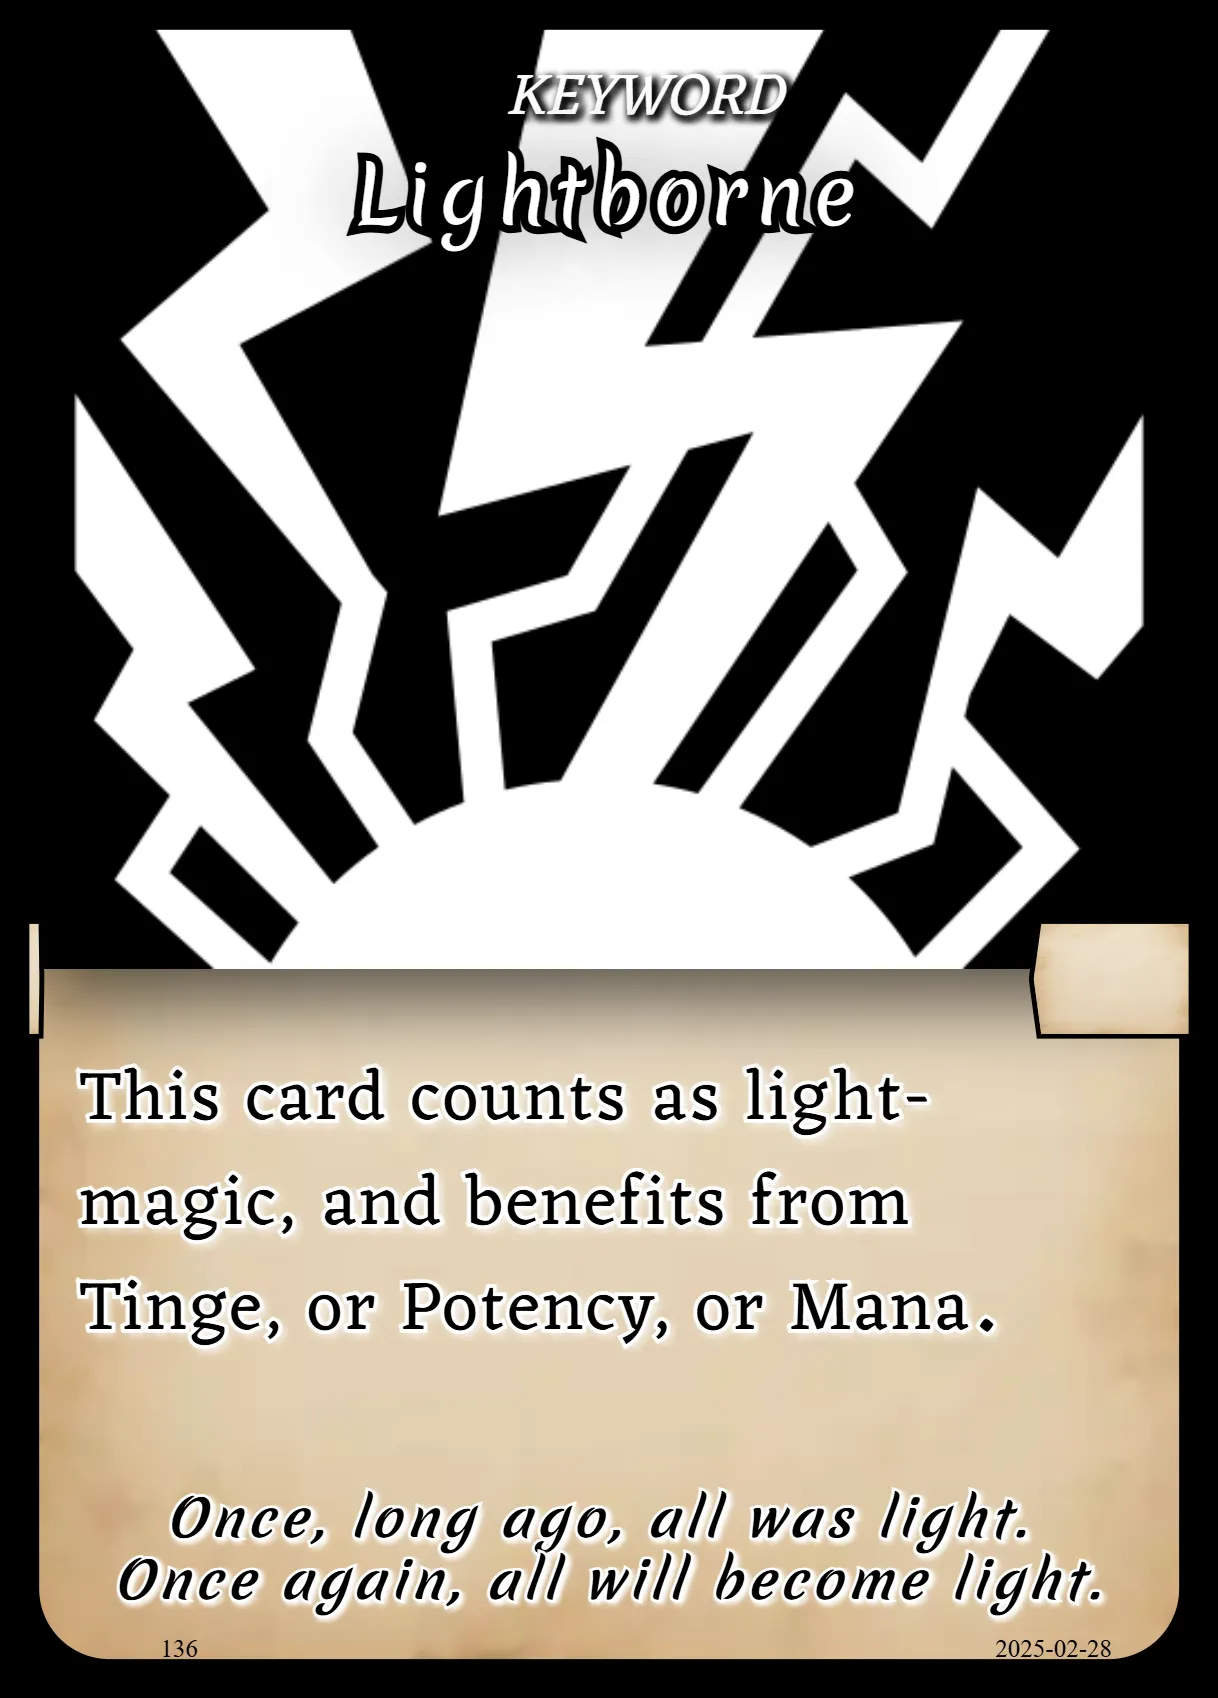 KEYWORD
Lightborne
This card counts as light-
magic, and benefits from
Tinge, or Potency, or Mana.
Once, long ago, all was light.
Once again, all will become light.
136
2025-02-28